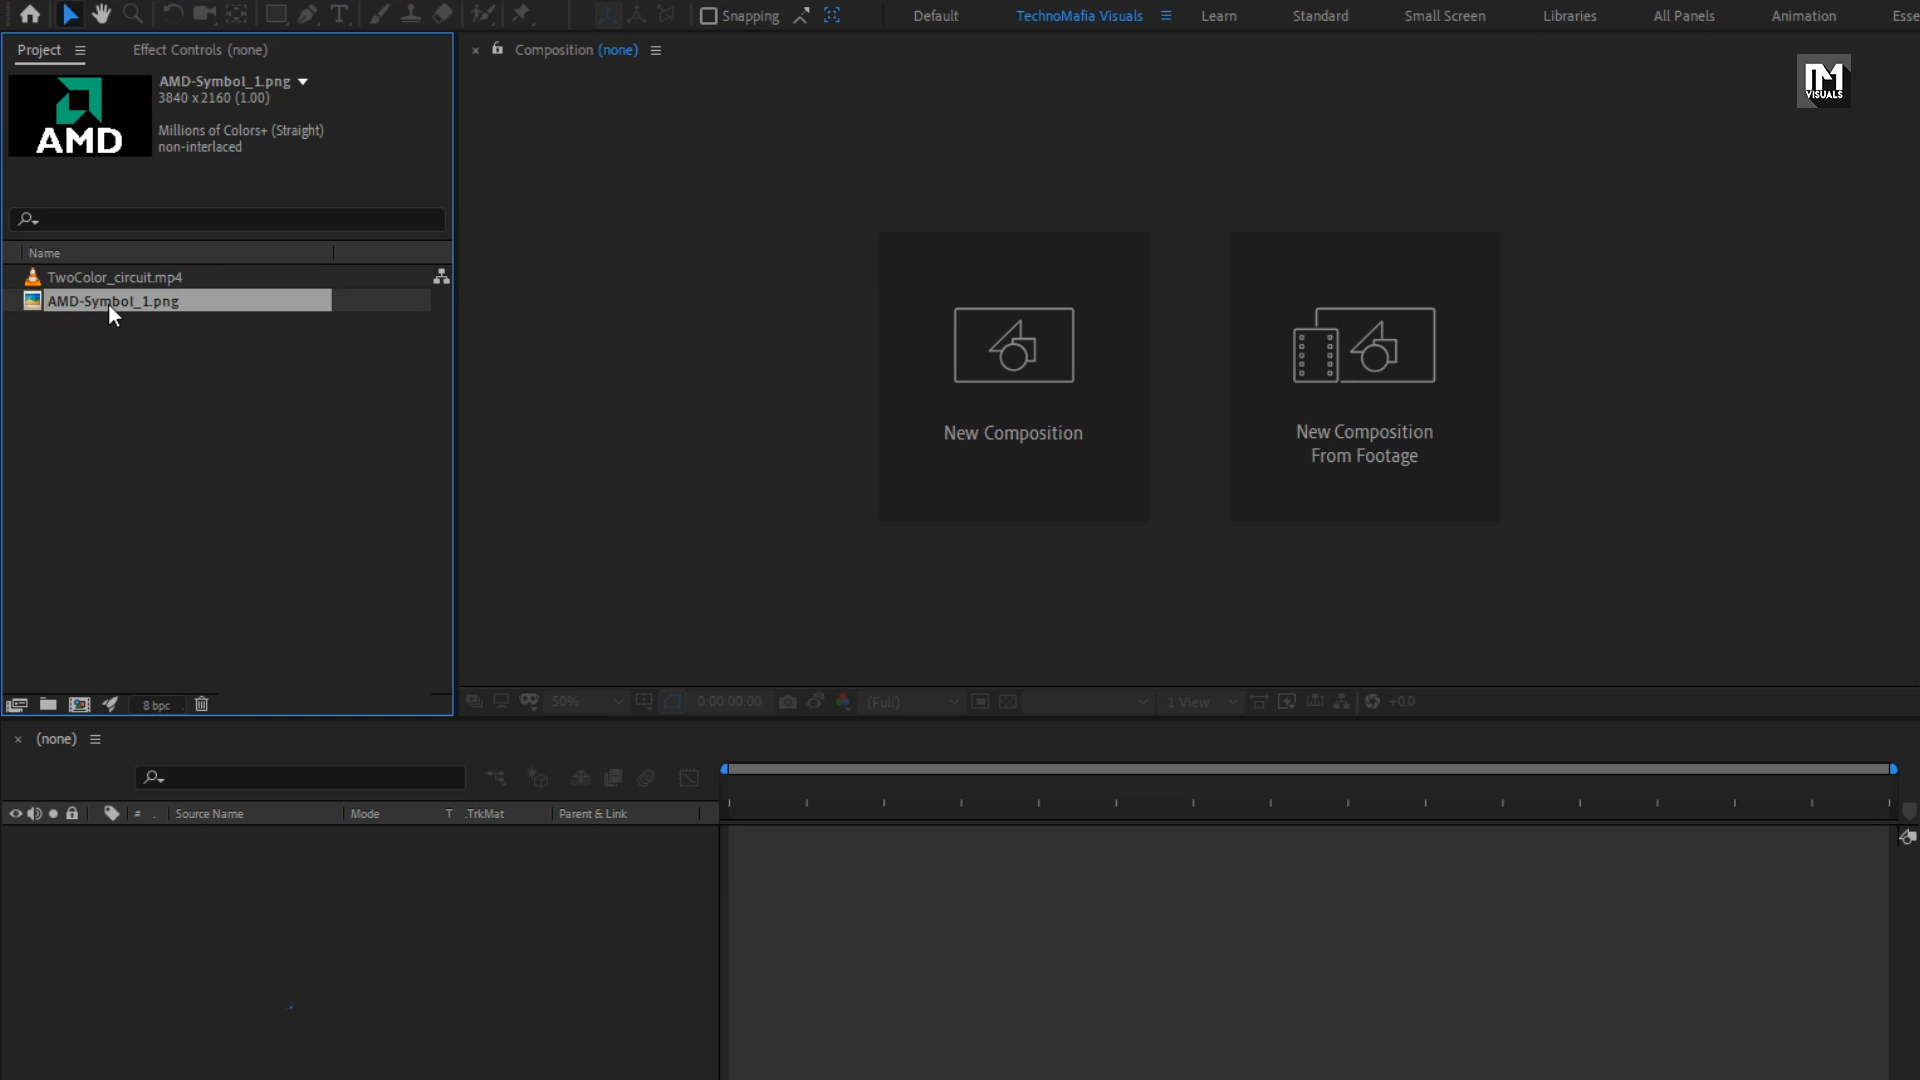 Snapping
Default
TechnoMafia Visuals
Learn
Standard
Small Screen
Libraries
All Panels
Animation
Esse
Project
Effect Controls (none)
Composition (none)
AMD-Symbol_1.png
3840 x 2160 (1.00)
Millions of Colors+ (Straight)
non-interlaced
AMD
TM
VISUALS
Name
TwoColor_circuit.mp4
AMD-Symbol_1.png
New Composition
New Composition
From Footage
8 bpc
50%
0:00:00:00
(Full)
1 View
+0.0
(none)
#
Source Name
Mode
T
.TrkMat
Parent & Link